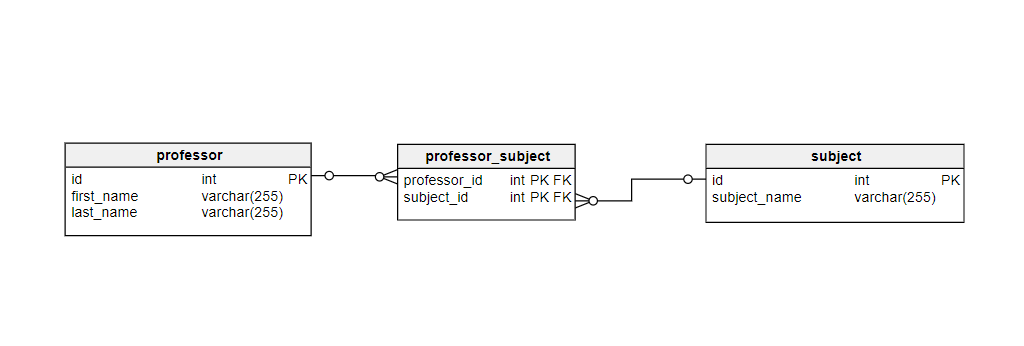 professor
id int PK
first_name varchar(255)
last_name varchar(255)
professor_subject
professor_id int PK FK
subject_id int PK FK
subject
id int PK
subject_name varchar(255)